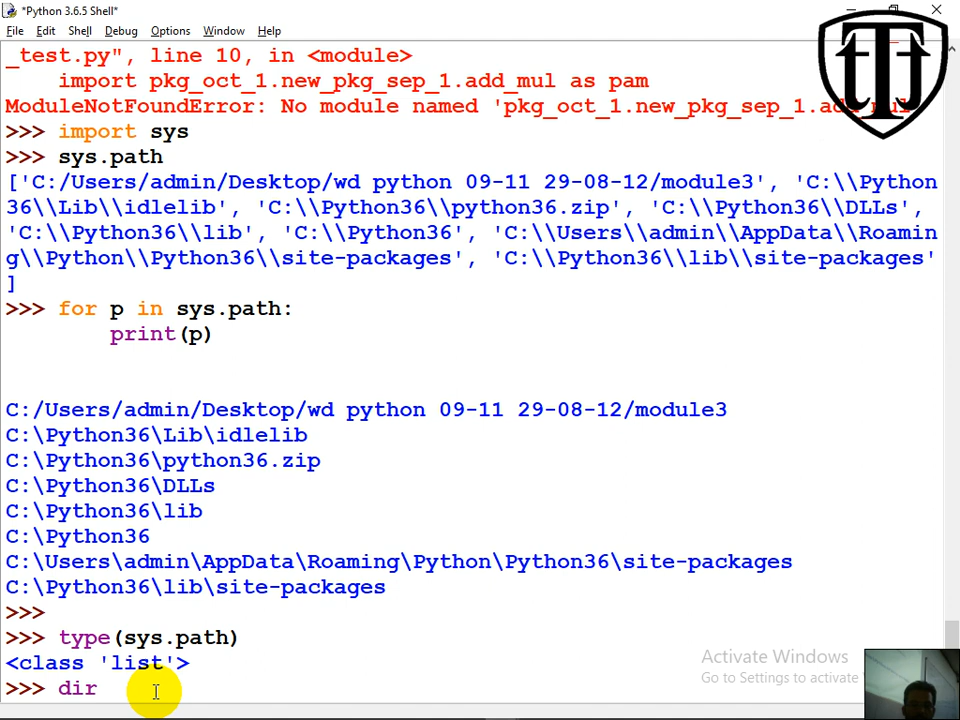 *Python 3.6.5 Shell*
File Edit Shell Debug Options Window Help
_test.py", line 10, in <module>
    import pkg_oct_1.new_pkg_sep_1.add_mul as pam
ModuleNotFoundError: No module named 'pkg_oct_1.new_pkg_sep_1.add_mul
>>> import sys
>>> sys.path
['C:/Users/admin/Desktop/wd python 09-11 29-08-12/module3', 'C:\\Python
36\\Lib\\idlelib', 'C:\\Python36\\python36.zip', 'C:\\Python36\\DLLs',
'C:\\Python36\\lib', 'C:\\Python36', 'C:\\Users\\admin\\AppData\\Roamin
g\\Python\\Python36\\site-packages', 'C:\\Python36\\lib\\site-packages'
]
>>> for p in sys.path:
        print(p)
C:/Users/admin/Desktop/wd python 09-11 29-08-12/module3
C:\Python36\Lib\idlelib
C:\Python36\python36.zip
C:\Python36\DLLs
C:\Python36\lib
C:\Python36
C:\Users\admin\AppData\Roaming\Python\Python36\site-packages
C:\Python36\lib\site-packages
>>>
>>> type(sys.path)
<class 'list'>
>>> dir
Activate Windows
Go to Settings to activate